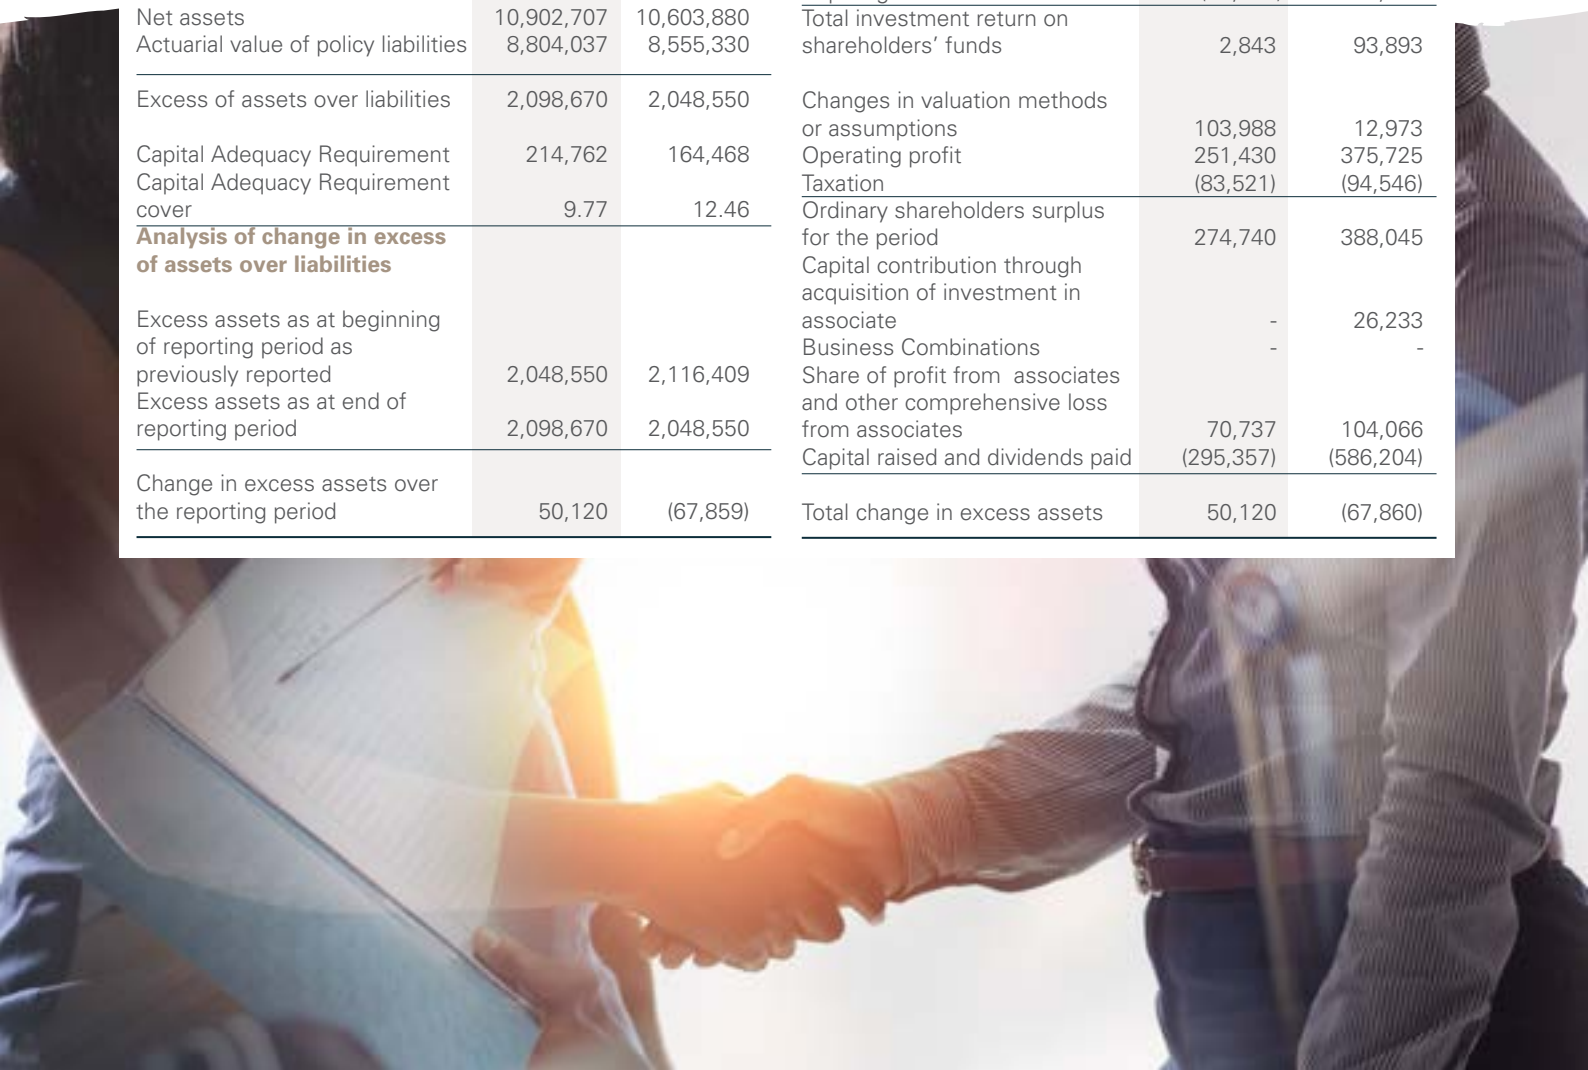 Net assets 10,902,707 10,603,880
Actuarial value of policy liabilities 8,804,037 8,555,330
Excess of assets over liabilities 2,098,670 2,048,550
Capital Adequacy Requirement 214,762 164,468
Capital Adequacy Requirement
cover 9.77 12.46
Analysis of change in excess
of assets over liabilities
Excess assets as at beginning
of reporting period as
previously reported 2,048,550 2,116,409
Excess assets as at end of
reporting period 2,098,670 2,048,550
Change in excess assets over
the reporting period 50,120 (67,859)
Total investment return on
shareholders’ funds 2,843 93,893
Changes in valuation methods
or assumptions 103,988 12,973
Operating profit 251,430 375,725
Taxation (83,521) (94,546)
Ordinary shareholders surplus
for the period 274,740 388,045
Capital contribution through
acquisition of investment in
associate - 26,233
Business Combinations - -
Share of profit from associates
and other comprehensive loss
from associates 70,737 104,066
Capital raised and dividends paid (295,357) (586,204)
Total change in excess assets 50,120 (67,860)